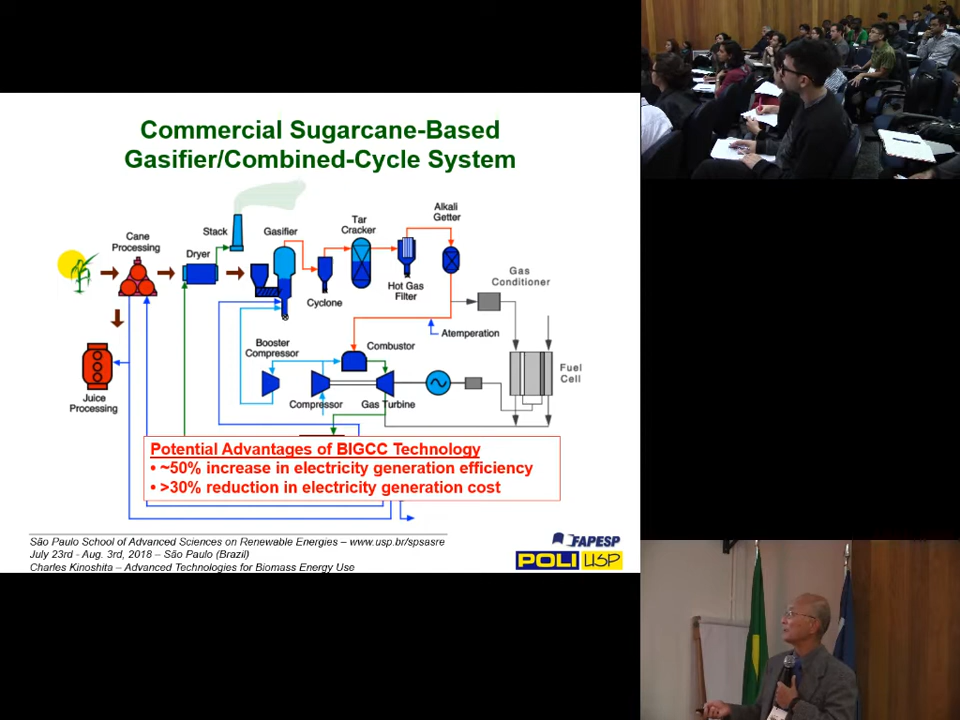 Commercial Sugarcane-Based
Gasifier/Combined-Cycle System
Alkali
Getter
Tar
Cracker
Stack
Gasifier
Cane
Processing
Dryer
Gas
Conditioner
Hot Gas
Filter
Cyclone
Atemperation
Booster
Compressor
Combustor
Fuel
Cell
Juice
Processing
Compressor
Gas Turbine
Potential Advantages of BIGCC Technology
• ~50% increase in electricity generation efficiency
• >30% reduction in electricity generation cost
São Paulo School of Advanced Sciences on Renewable Energies – www.usp.br/spsasre
July 23rd - Aug. 3rd, 2018 – São Paulo (Brazil)
Charles Kinoshita – Advanced Technologies for Biomass Energy Use
FAPESP
POLI USP